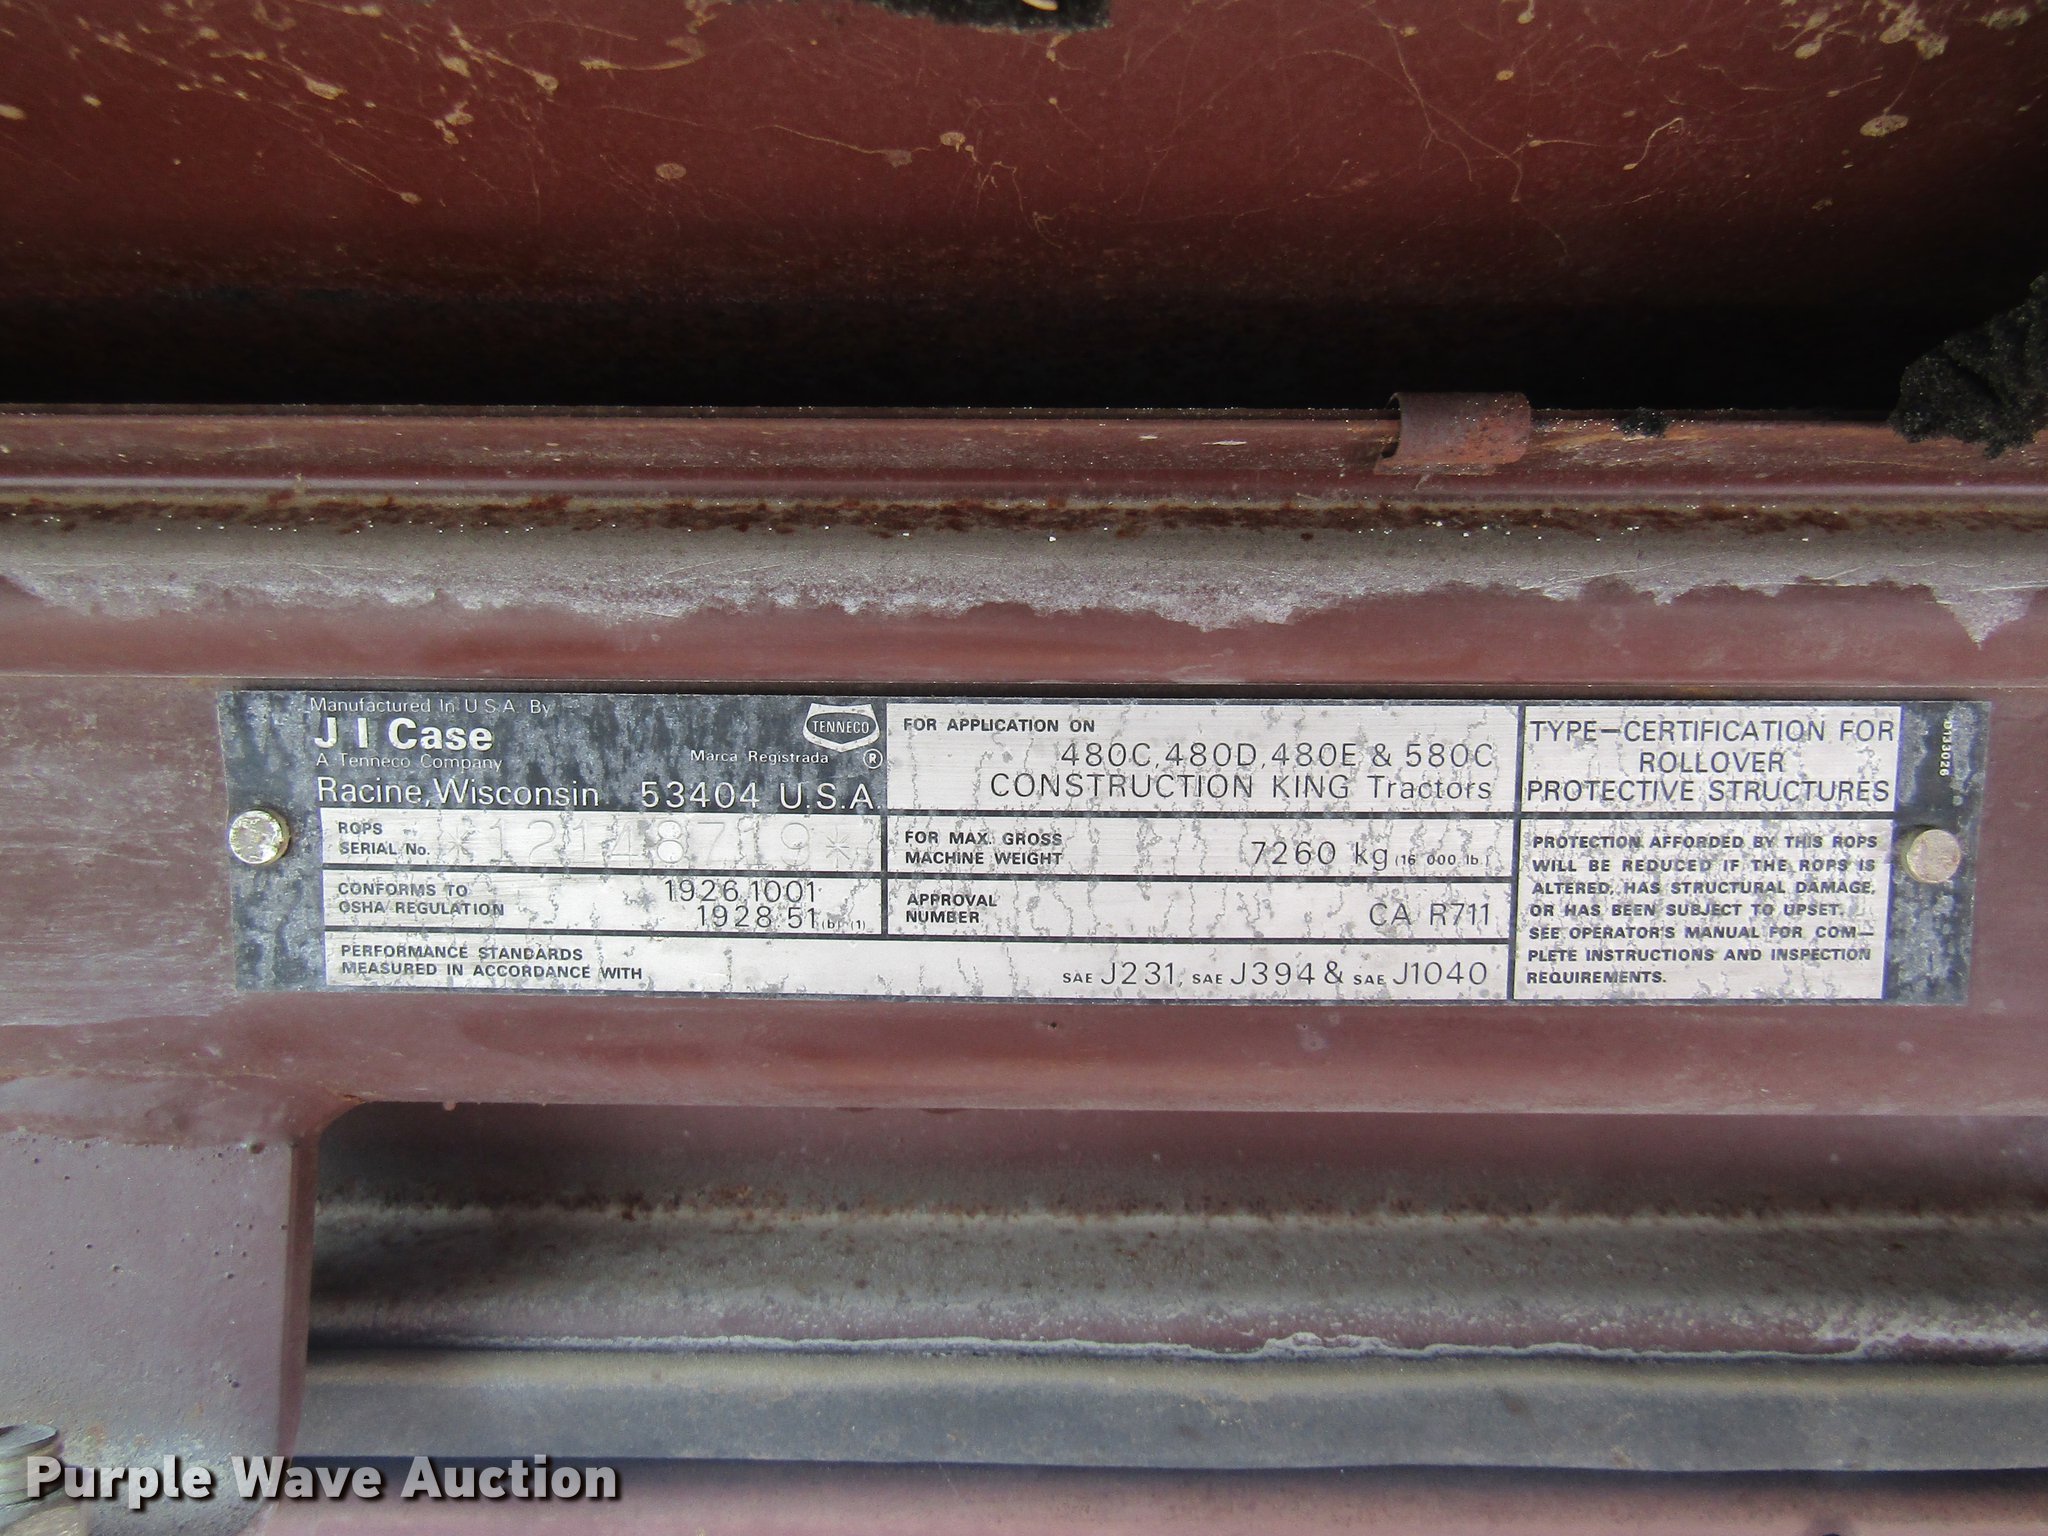 Manufactured In U.S.A. By
J I Case
A Tenneco Company
TENNECO
Marca Registrada ®
Racine, Wisconsin 53404 U.S.A.
ROPS
SERIAL No. *12148719*
CONFORMS TO
OSHA REGULATION
1926.1001
1928.51 (b) (1)
PERFORMANCE STANDARDS
MEASURED IN ACCORDANCE WITH
SAE J231, SAE J394 & SAE J1040
FOR APPLICATION ON
480C, 480D, 480E & 580C
CONSTRUCTION KING Tractors
FOR MAX. GROSS
MACHINE WEIGHT
7260 kg (16 000 lb.)
APPROVAL
NUMBER
CA R711
TYPE—CERTIFICATION FOR
ROLLOVER
PROTECTIVE STRUCTURES
PROTECTION AFFORDED BY THIS ROPS
WILL BE REDUCED IF THE ROPS IS
ALTERED, HAS STRUCTURAL DAMAGE,
OR HAS BEEN SUBJECT TO UPSET.
SEE OPERATOR'S MANUAL FOR COM—
PLETE INSTRUCTIONS AND INSPECTION
REQUIREMENTS.
Purple Wave Auction